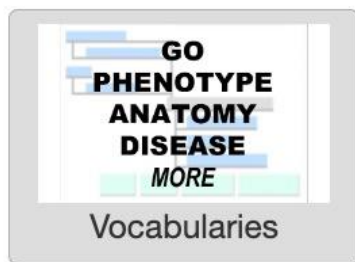 GO
PHENOTYPE
ANATOMY
DISEASE
MORE
Vocabularies